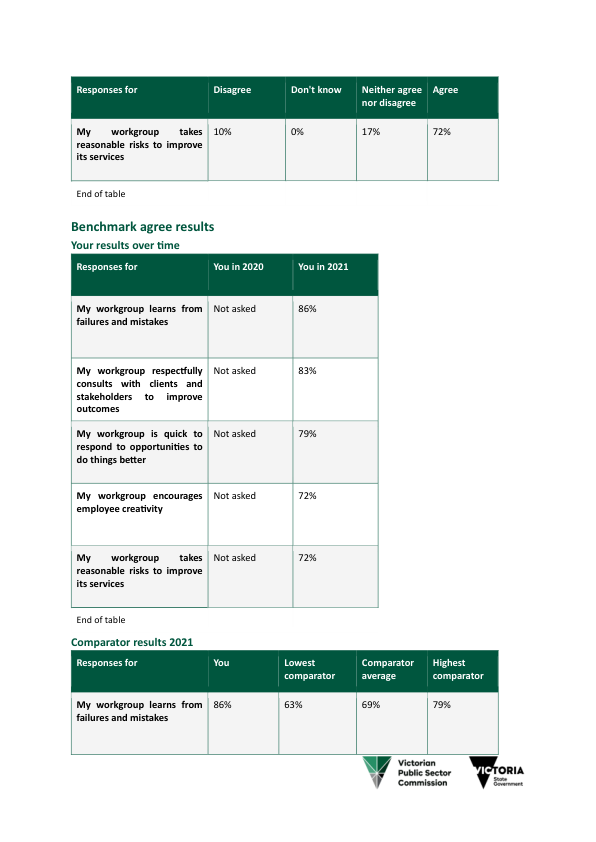 Responses for Disagree Don't know Neither agree Agree
nor disagree
My workgroup takes 10% 0% 17% 72%
reasonable risks to improve
its services
End of table
Benchmark agree results
Your results over time
Responses for You in 2020 You in 2021
My workgroup learns from Not asked 86%
failures and mistakes
My workgroup respectfully Not asked 83%
consults with clients and
stakeholders to improve
outcomes
My workgroup is quick to Not asked 79%
respond to opportunities to
do things better
My workgroup encourages Not asked 72%
employee creativity
My workgroup takes Not asked 72%
reasonable risks to improve
its services
End of table
Comparator results 2021
Responses for You Lowest Comparator Highest
comparator average comparator
My workgroup learns from 86% 63% 69% 79%
failures and mistakes
Victorian
Public Sector
Commission
VICTORIA
State
Government